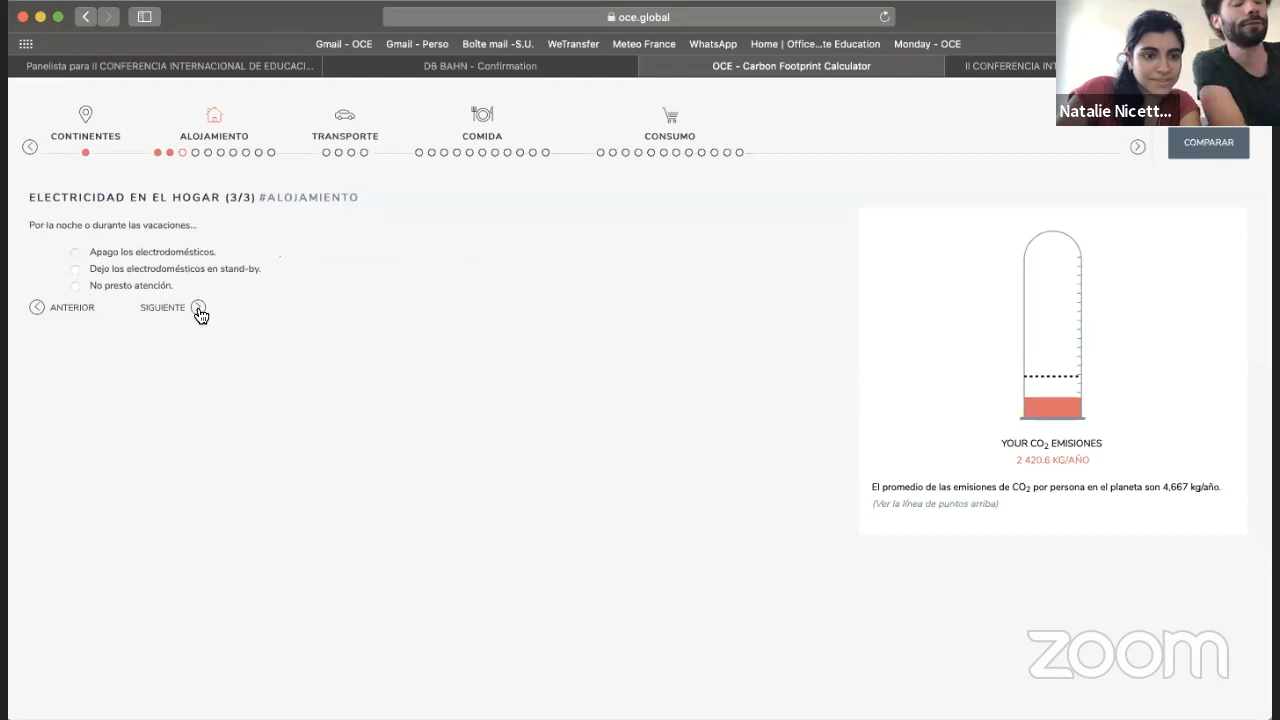 oce.global
Gmail - OCE Gmail - Perso Boîte mail -S.U. WeTransfer Meteo France WhatsApp Home | Office...te Education Monday - OCE
Panelista para II CONFERENCIA INTERNACIONAL DE EDUCACI... DB BAHN - Confirmation OCE - Carbon Footprint Calculator II CONFERENCIA INT
Natalie Nicett...
CONTINENTES ALOJAMIENTO TRANSPORTE COMIDA CONSUMO
COMPARAR
ELECTRICIDAD EN EL HOGAR (3/3) #ALOJAMIENTO
Por la noche o durante las vacaciones...
Apago los electrodomésticos.
Dejo los electrodomésticos en stand-by.
No presto atención.
ANTERIOR SIGUIENTE
YOUR CO2 EMISIONES
2 420.6 KG/AÑO
El promedio de las emisiones de CO2 por persona en el planeta son 4,667 kg/año.
(Ver la línea de puntos arriba)
zoom